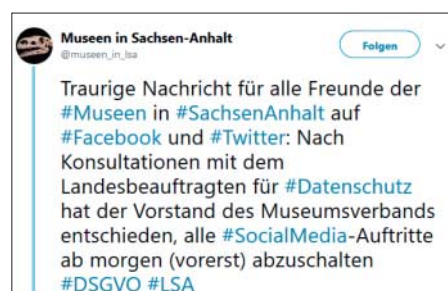 Museen in Sachsen-Anhalt
@museen_in_lsa
Folgen
Traurige Nachricht für alle Freunde der
#Museen in #SachsenAnhalt auf
#Facebook und #Twitter: Nach
Konsultationen mit dem
Landesbeauftragten für #Datenschutz
hat der Vorstand des Museumsverbands
entschieden, alle #SocialMedia-Auftritte
ab morgen (vorerst) abzuschalten
#DSGVO #LSA